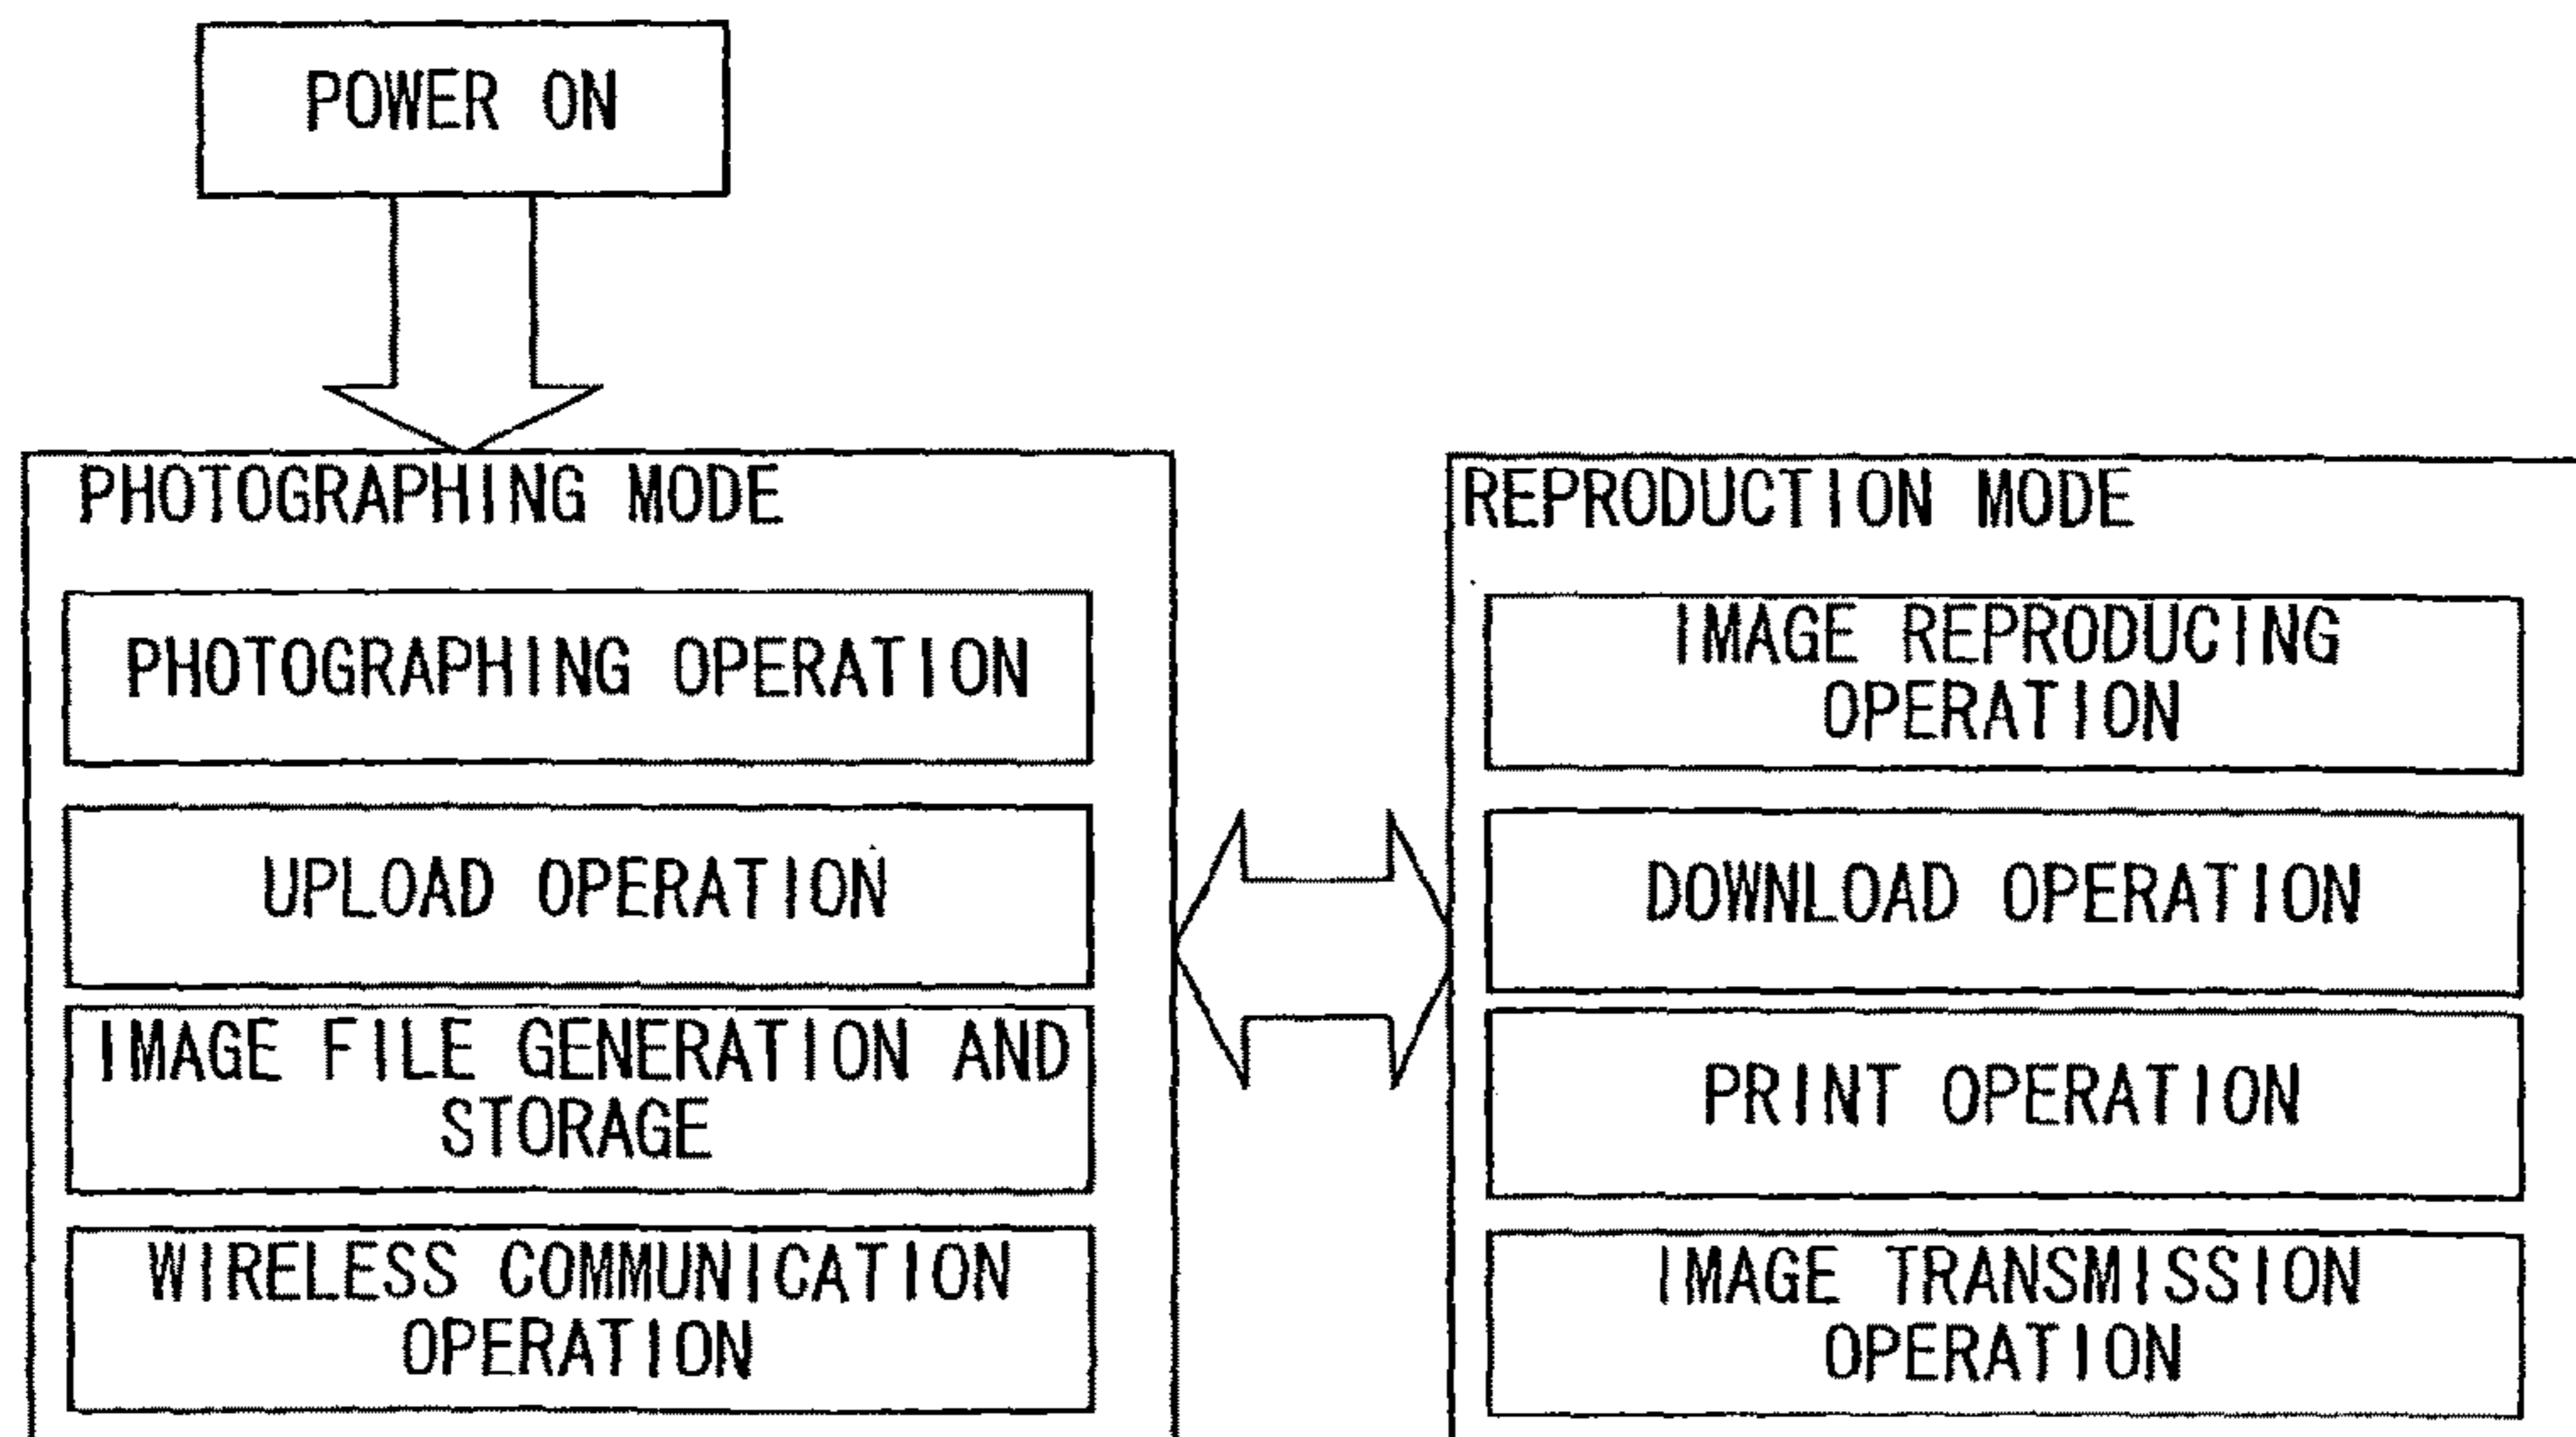 POWER ON
PHOTOGRAPHING MODE
PHOTOGRAPHING OPERATION
UPLOAD OPERATION
IMAGE FILE GENERATION AND
STORAGE
WIRELESS COMMUNICATION
OPERATION
REPRODUCTION MODE
IMAGE REPRODUCING
OPERATION
DOWNLOAD OPERATION
PRINT OPERATION
IMAGE TRANSMISSION
OPERATION